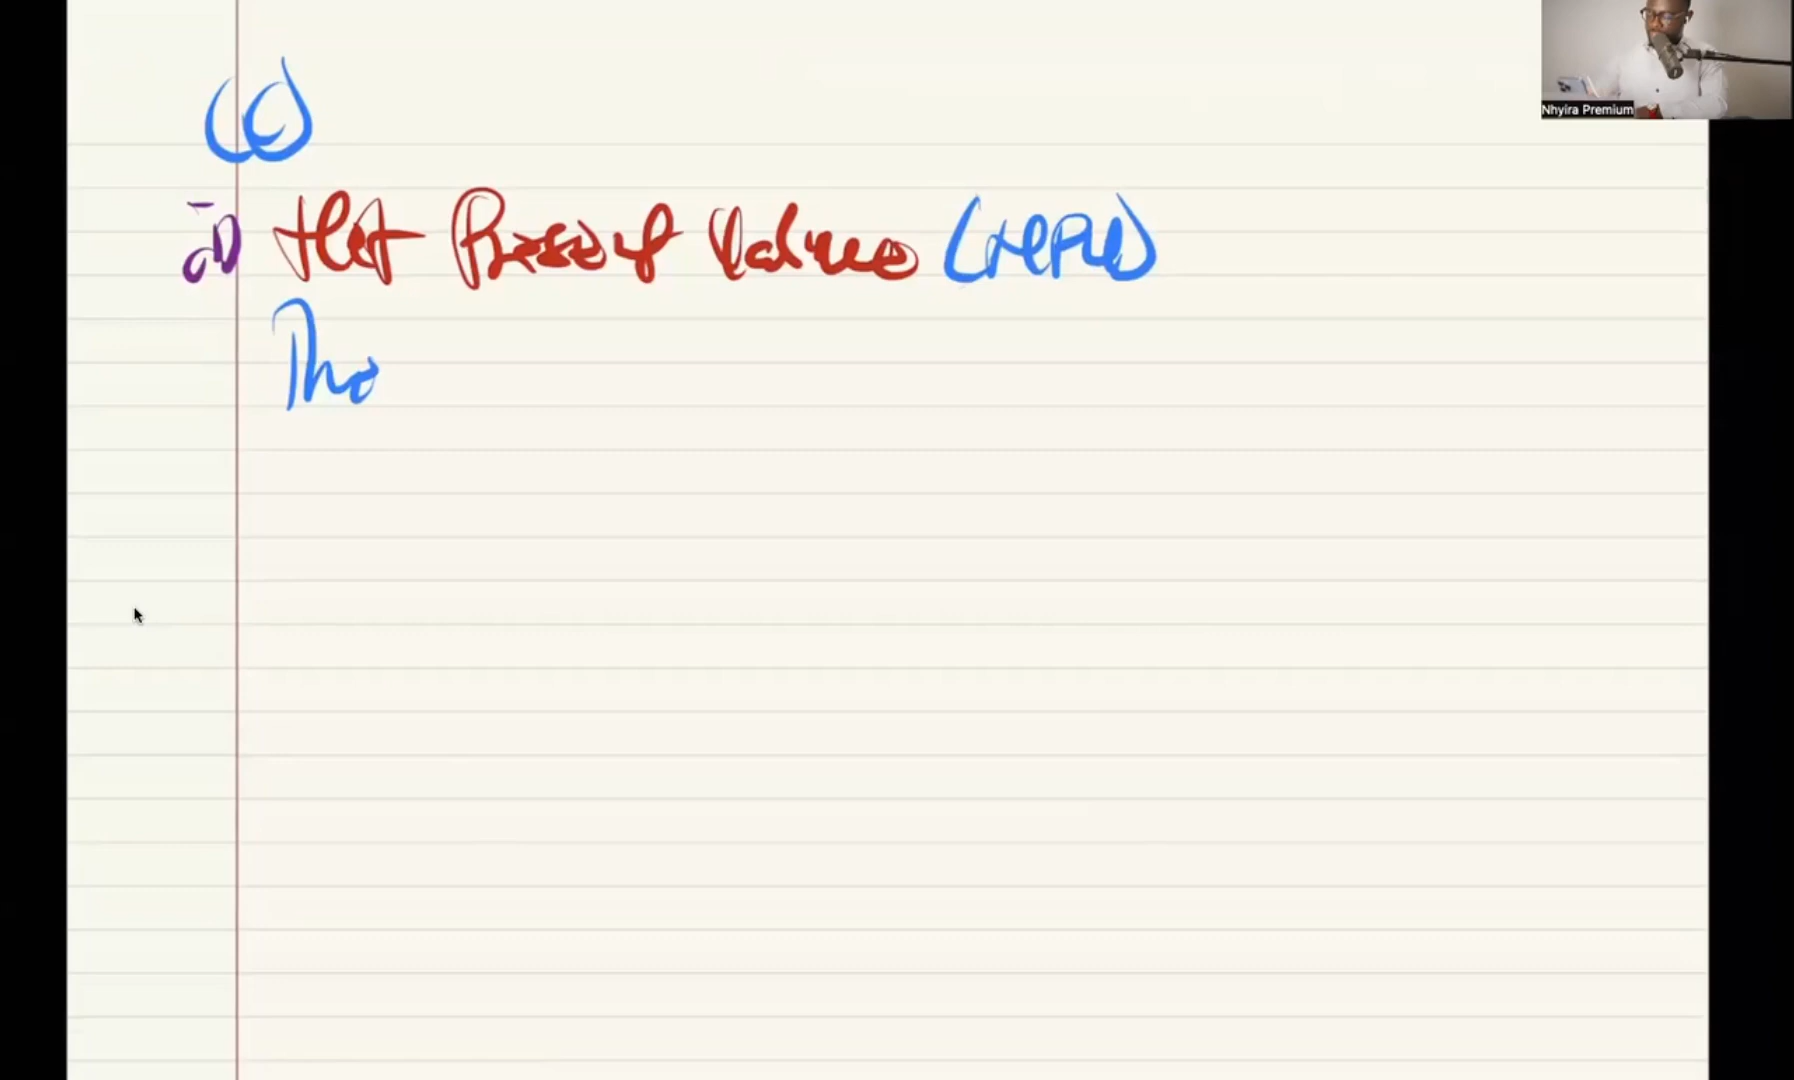 (c)
Net Present Value (NPV)
The
Nhyira Premium